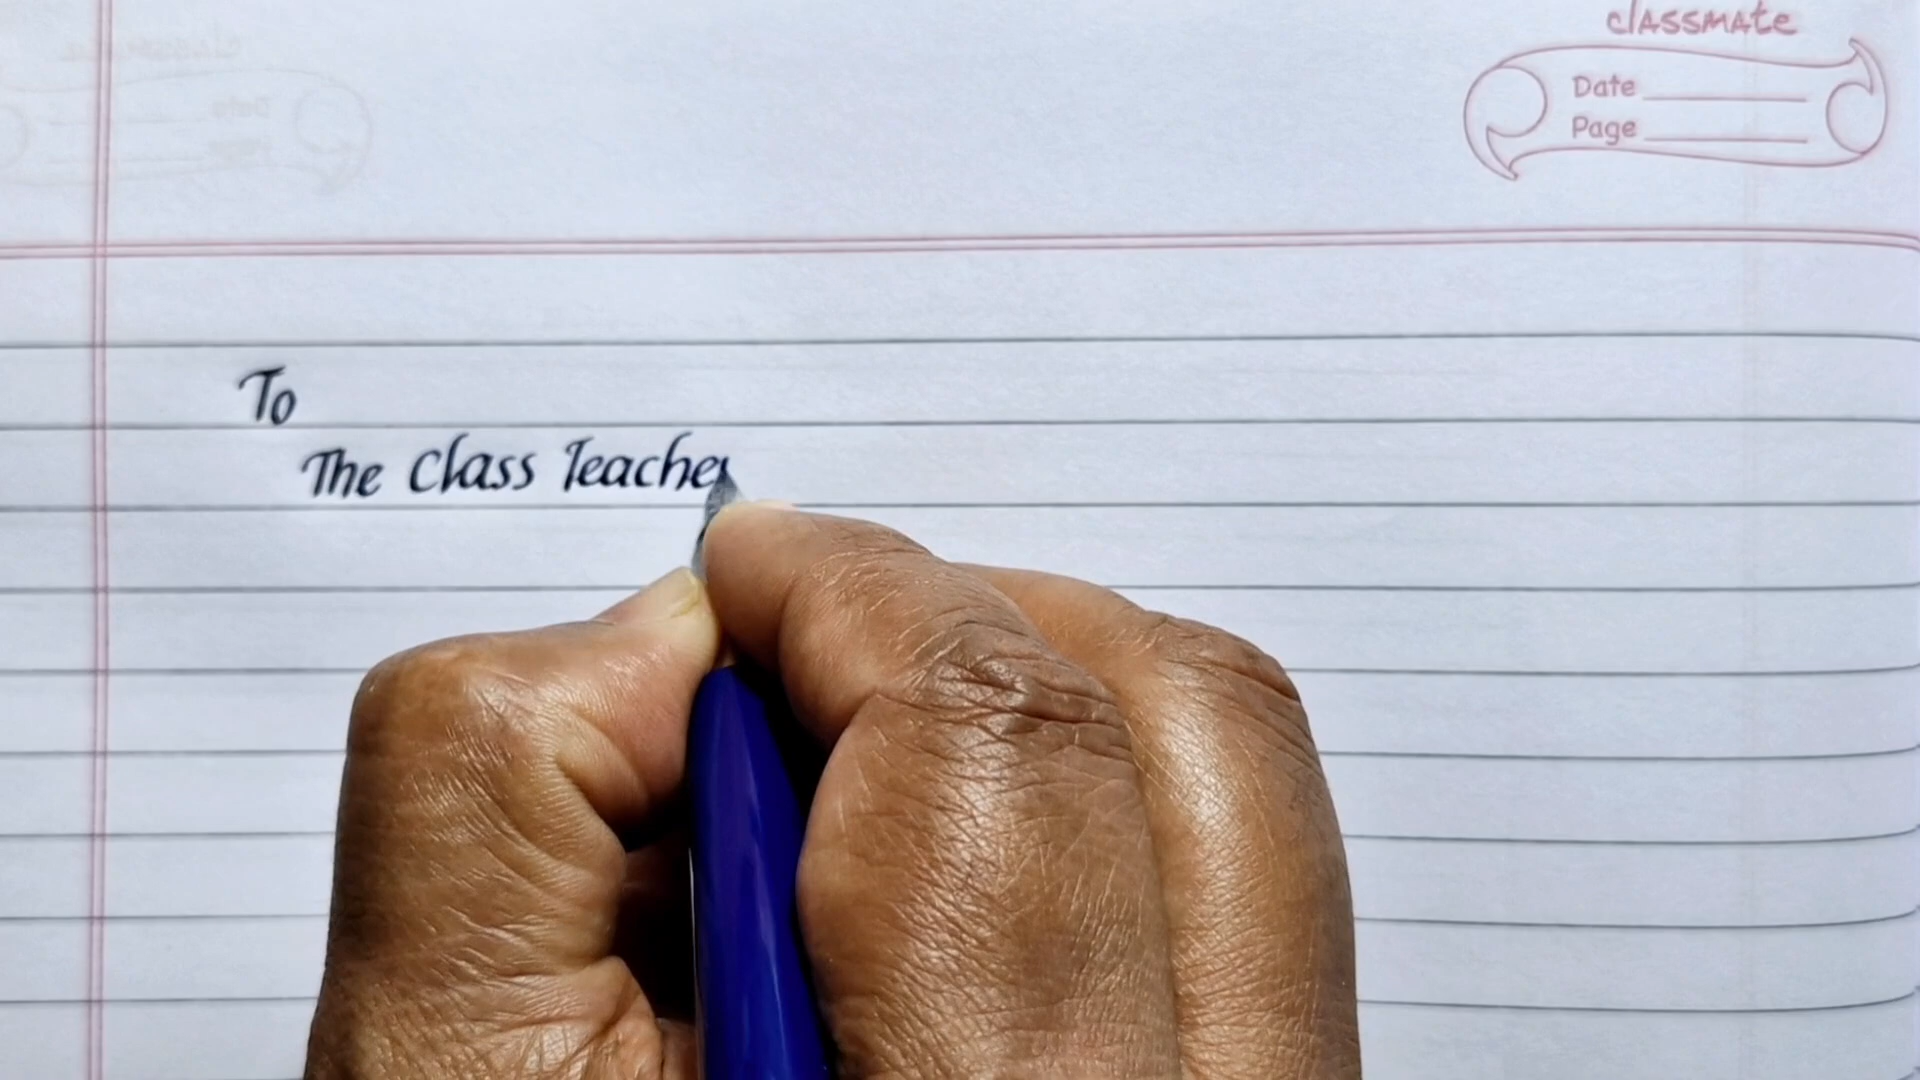 classmate
Date
Page
To
The Class Teacher